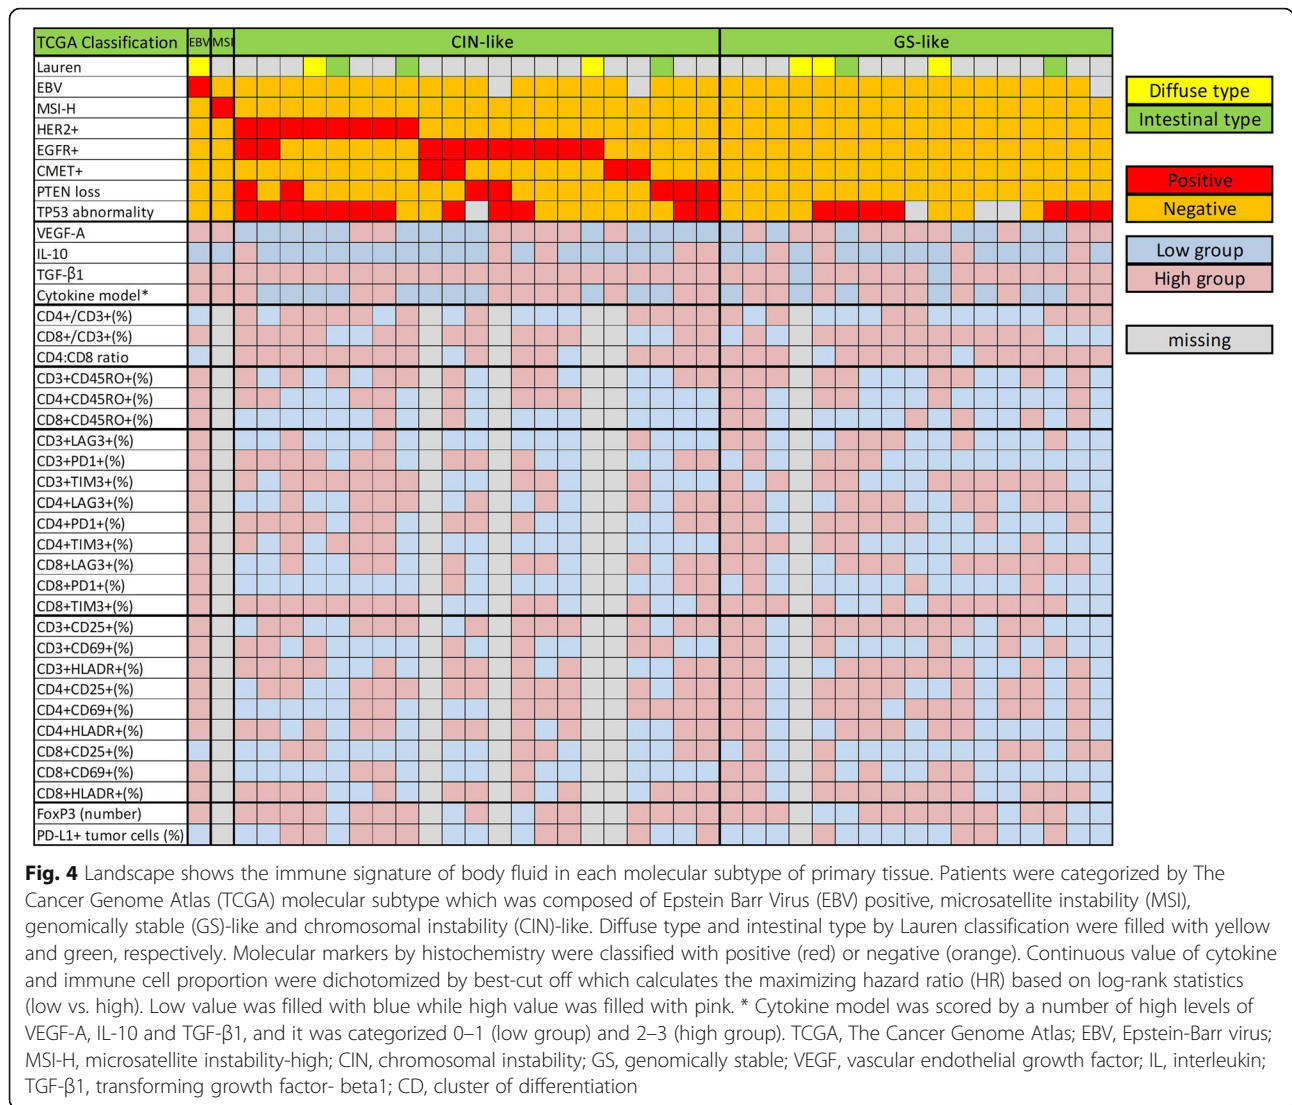 TCGA Classification EBV MSI CIN-like GS-like
Lauren
EBV
MSI-H
HER2+
EGFR+
CMET+
PTEN loss
TP53 abnormality
VEGF-A
IL-10
TGF-β1
Cytokine model*
CD4+/CD3+(%)
CD8+/CD3+(%)
CD4:CD8 ratio
CD3+CD45RO+(%)
CD4+CD45RO+(%)
CD8+CD45RO+(%)
CD3+LAG3+(%)
CD3+PD1+(%)
CD3+TIM3+(%)
CD4+LAG3+(%)
CD4+PD1+(%)
CD4+TIM3+(%)
CD8+LAG3+(%)
CD8+PD1+(%)
CD8+TIM3+(%)
CD3+CD25+(%)
CD3+CD69+(%)
CD3+HLADR+(%)
CD4+CD25+(%)
CD4+CD69+(%)
CD4+HLADR+(%)
CD8+CD25+(%)
CD8+CD69+(%)
CD8+HLADR+(%)
FoxP3 (number)
PD-L1+ tumor cells (%)
Diffuse type
Intestinal type
Positive
Negative
Low group
High group
missing
Fig. 4 Landscape shows the immune signature of body fluid in each molecular subtype of primary tissue. Patients were categorized by The
Cancer Genome Atlas (TCGA) molecular subtype which was composed of Epstein Barr Virus (EBV) positive, microsatellite instability (MSI),
genomically stable (GS)-like and chromosomal instability (CIN)-like. Diffuse type and intestinal type by Lauren classification were filled with yellow
and green, respectively. Molecular markers by histochemistry were classified with positive (red) or negative (orange). Continuous value of cytokine
and immune cell proportion were dichotomized by best-cut off which calculates the maximizing hazard ratio (HR) based on log-rank statistics
(low vs. high). Low value was filled with blue while high value was filled with pink. * Cytokine model was scored by a number of high levels of
VEGF-A, IL-10 and TGF-β1, and it was categorized 0–1 (low group) and 2–3 (high group). TCGA, The Cancer Genome Atlas; EBV, Epstein-Barr virus;
MSI-H, microsatellite instability-high; CIN, chromosomal instability; GS, genomically stable; VEGF, vascular endothelial growth factor; IL, interleukin;
TGF-β1, transforming growth factor- beta1; CD, cluster of differentiation